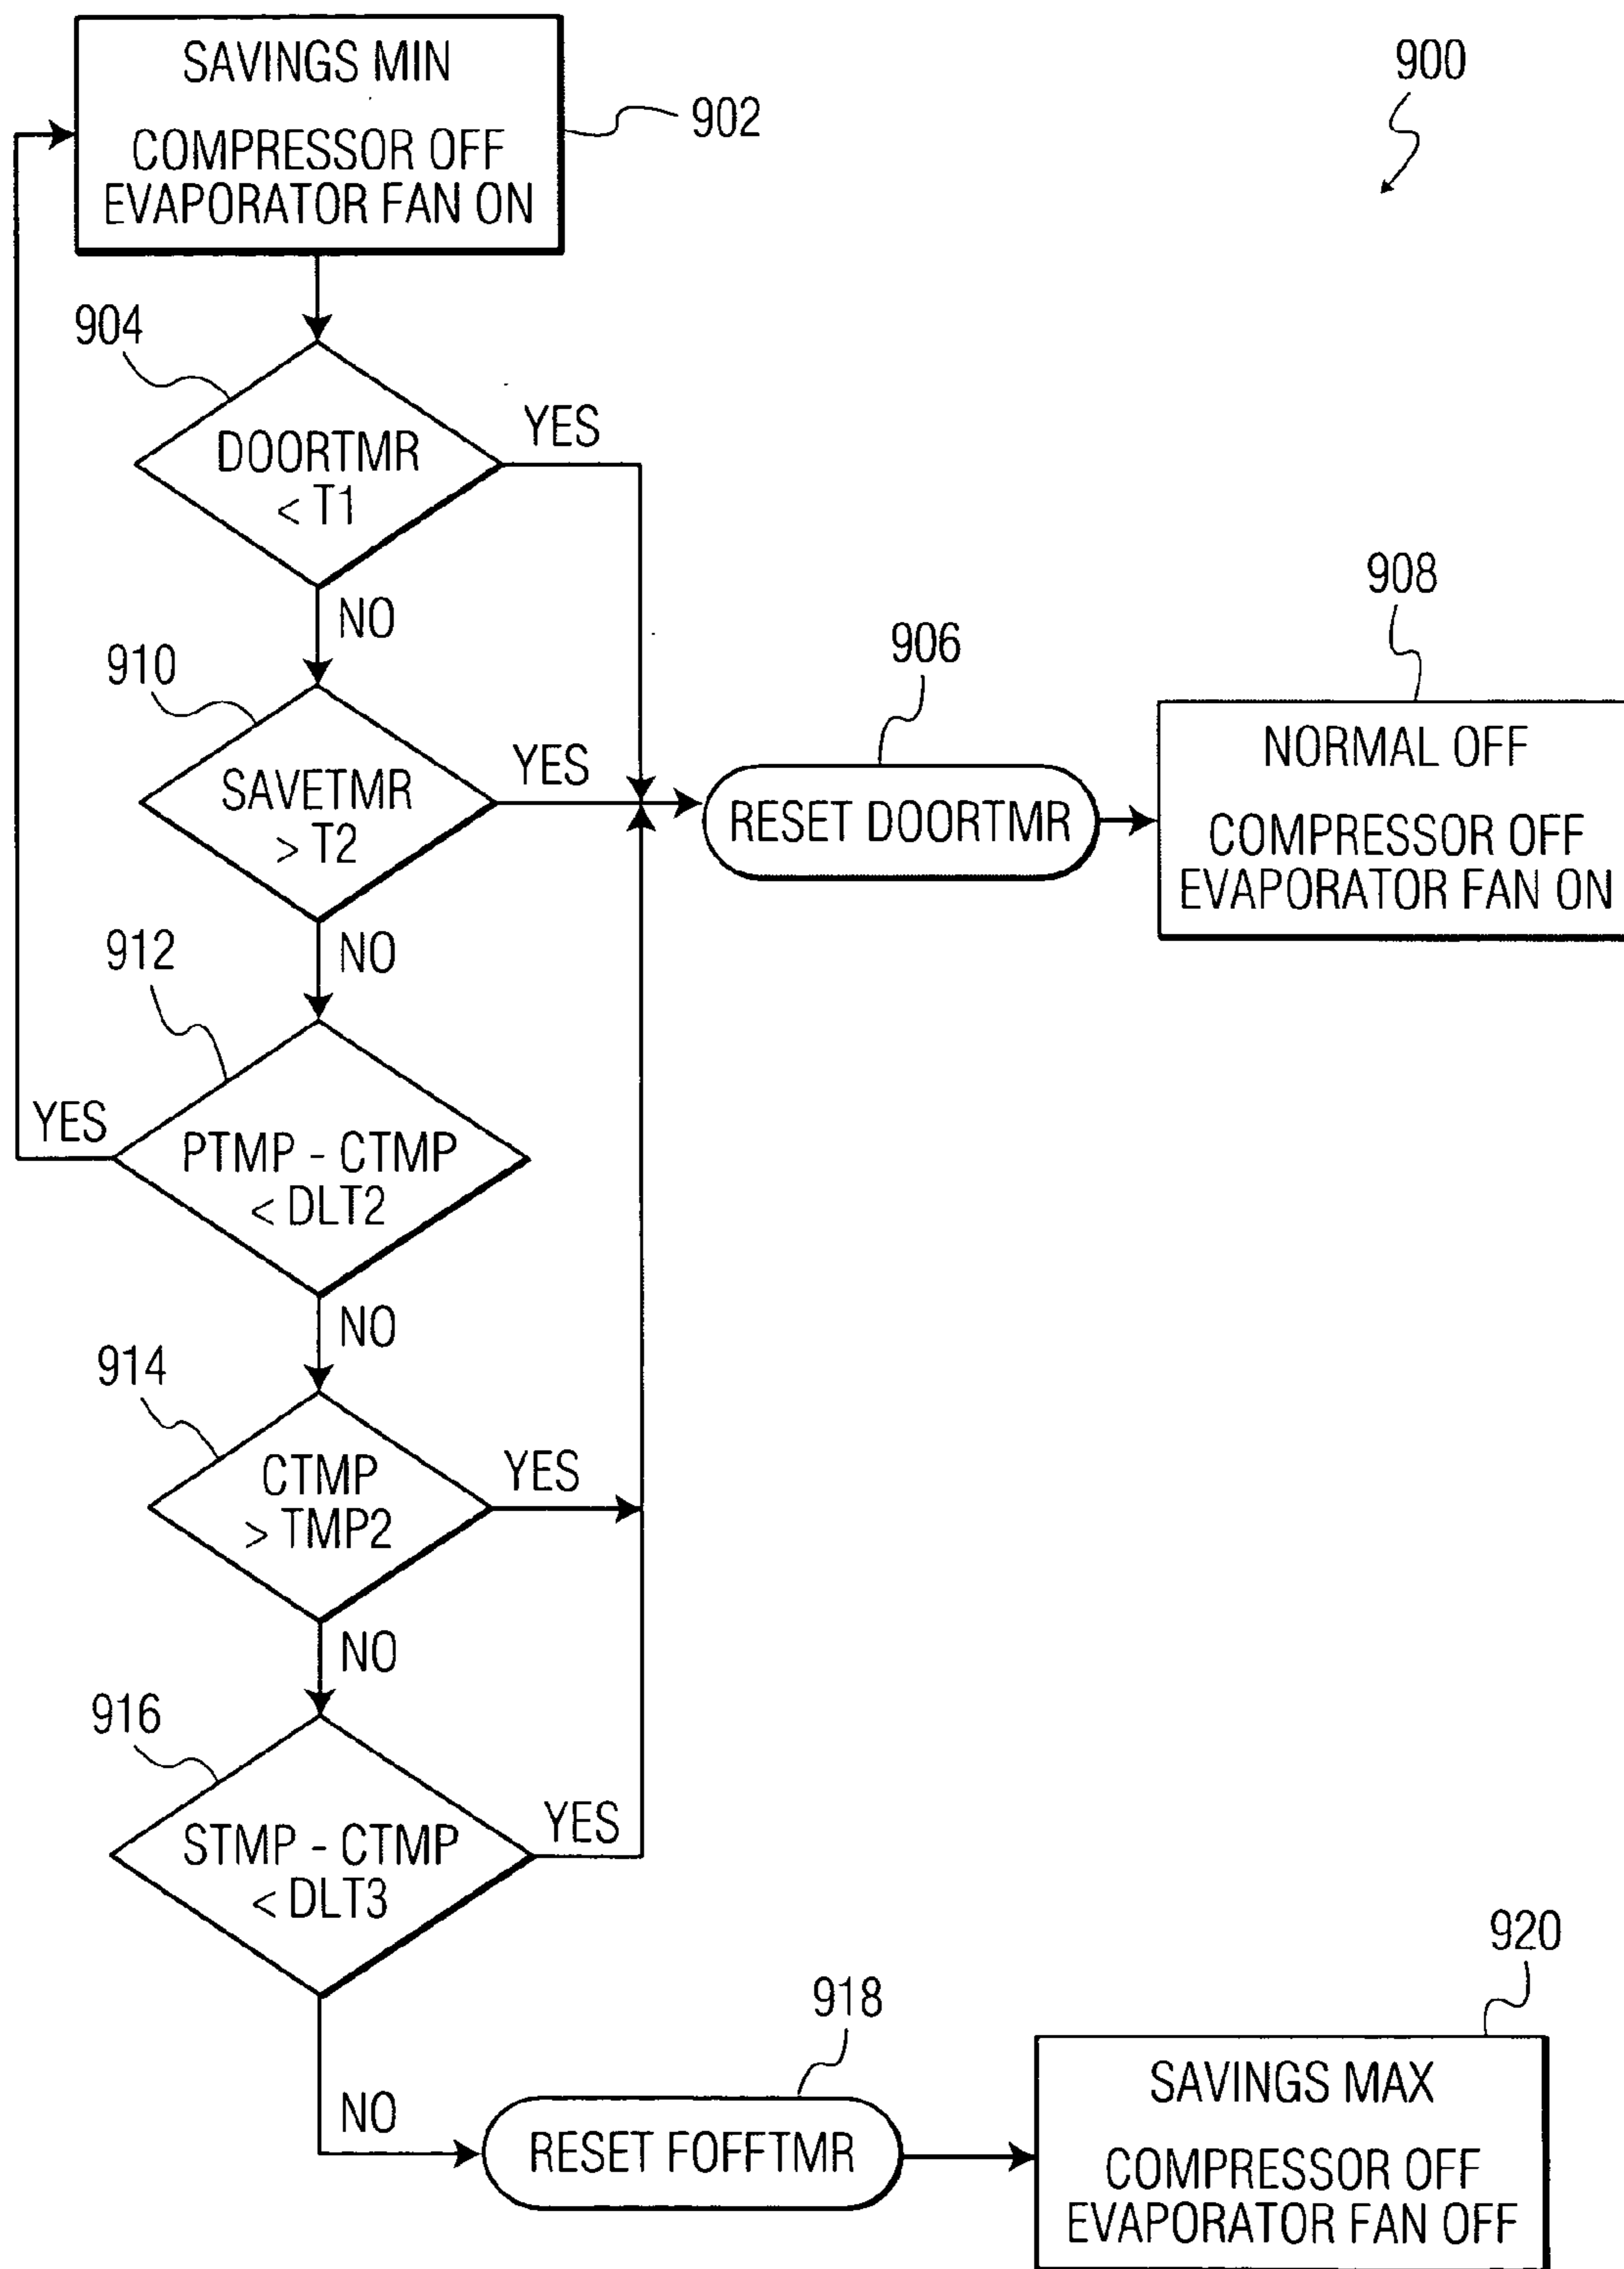 SAVINGS MIN
COMPRESSOR OFF
EVAPORATOR FAN ON
902
900
904
DOORTMR
< T1
YES
NO
910
SAVETMR
> T2
YES
906
RESET DOORTMR
908
NORMAL OFF
COMPRESSOR OFF
EVAPORATOR FAN ON
NO
912
YES
PTMP - CTMP
< DLT2
NO
914
CTMP
> TMP2
YES
NO
916
STMP - CTMP
< DLT3
YES
NO
918
RESET FOFFTMR
920
SAVINGS MAX
COMPRESSOR OFF
EVAPORATOR FAN OFF